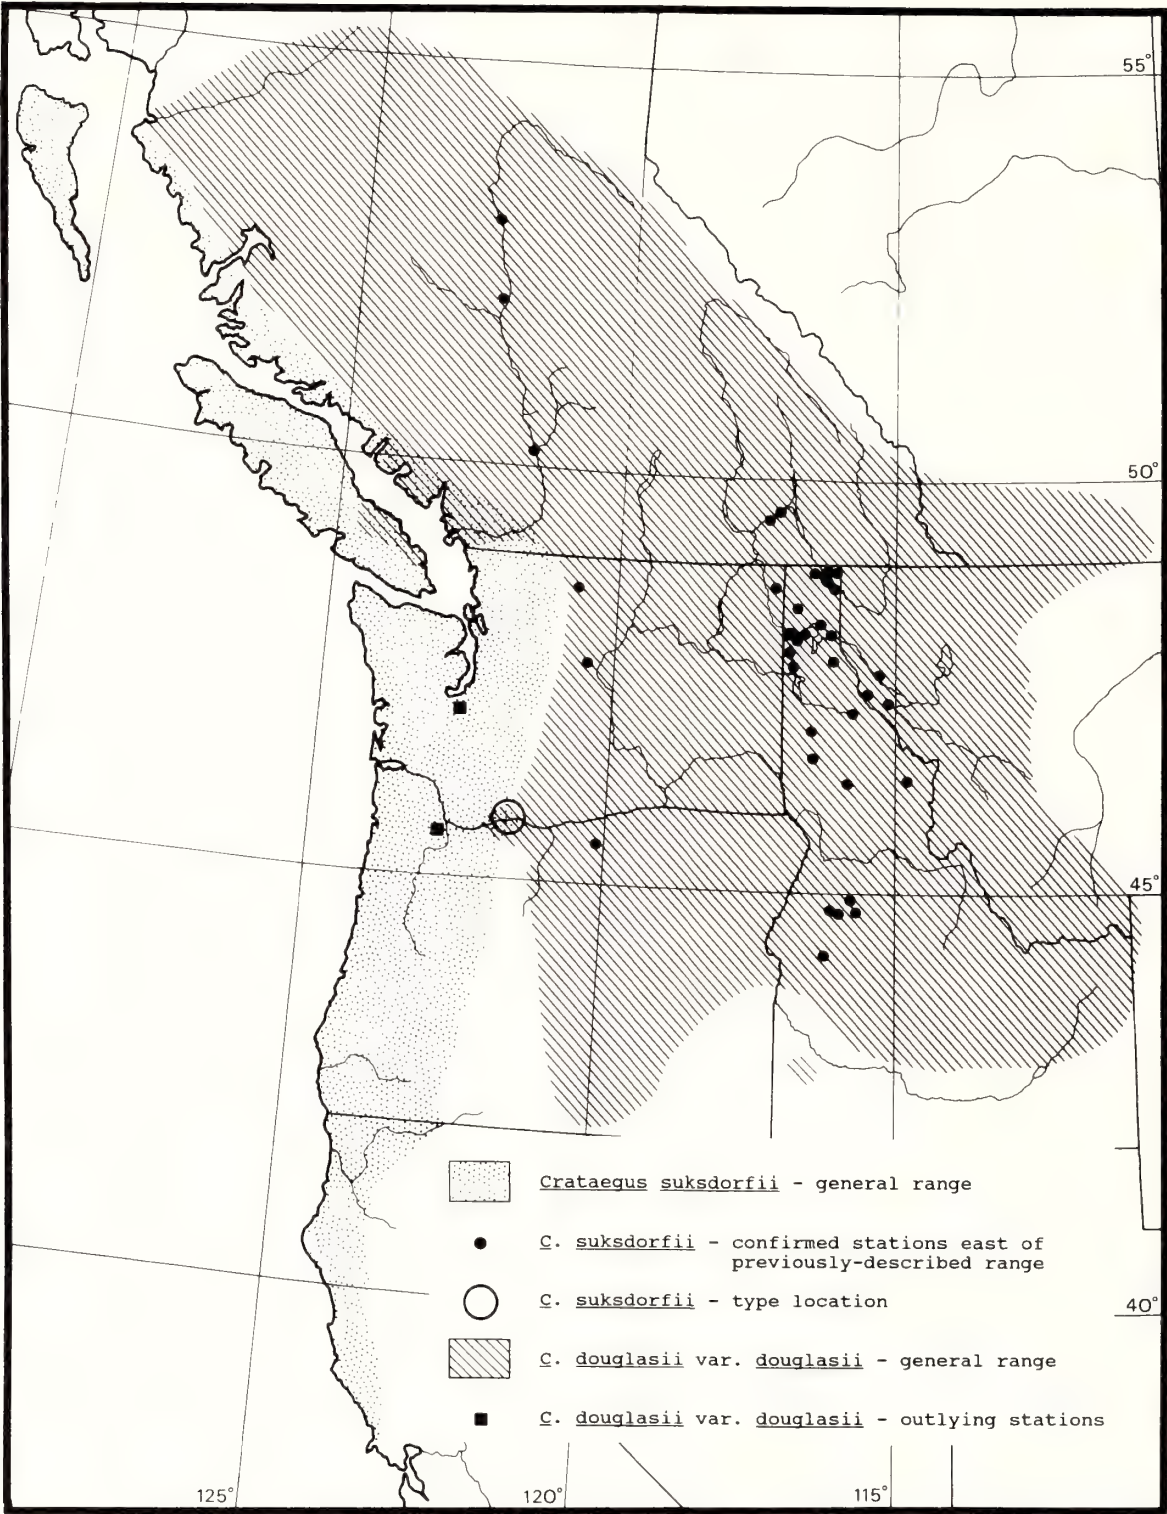 55°
50°
45°
Crataegus suksdorfii - general range
C. suksdorfii - confirmed stations east of
previously-described range
C. suksdorfii - type location
40°
C. douglasii var. douglasii - general range
C. douglasii var. douglasii - outlying stations
125°
120°
115°